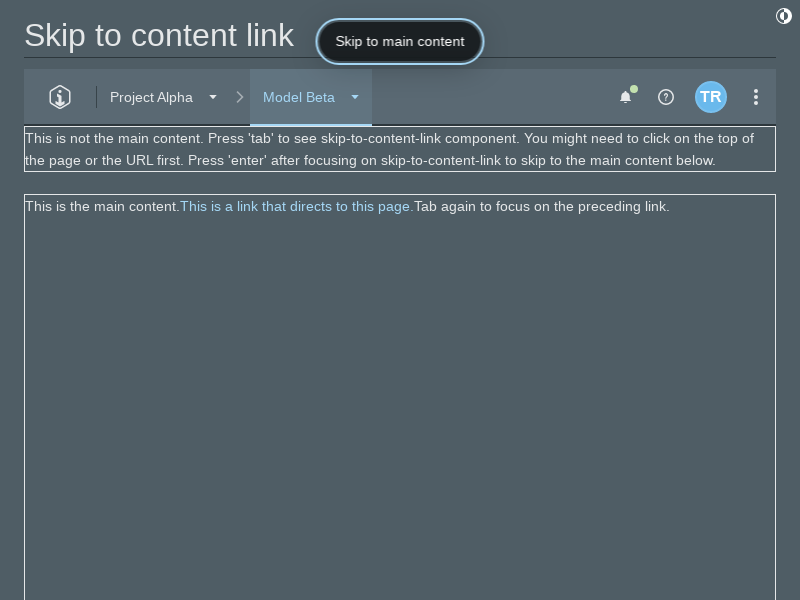 Skip to content link
Skip to main content
Project Alpha
Model Beta
TR
This is not the main content. Press 'tab' to see skip-to-content-link component. You might need to click on the top of
the page or the URL first. Press 'enter' after focusing on skip-to-content-link to skip to the main content below.
This is the main content.This is a link that directs to this page.Tab again to focus on the preceding link.